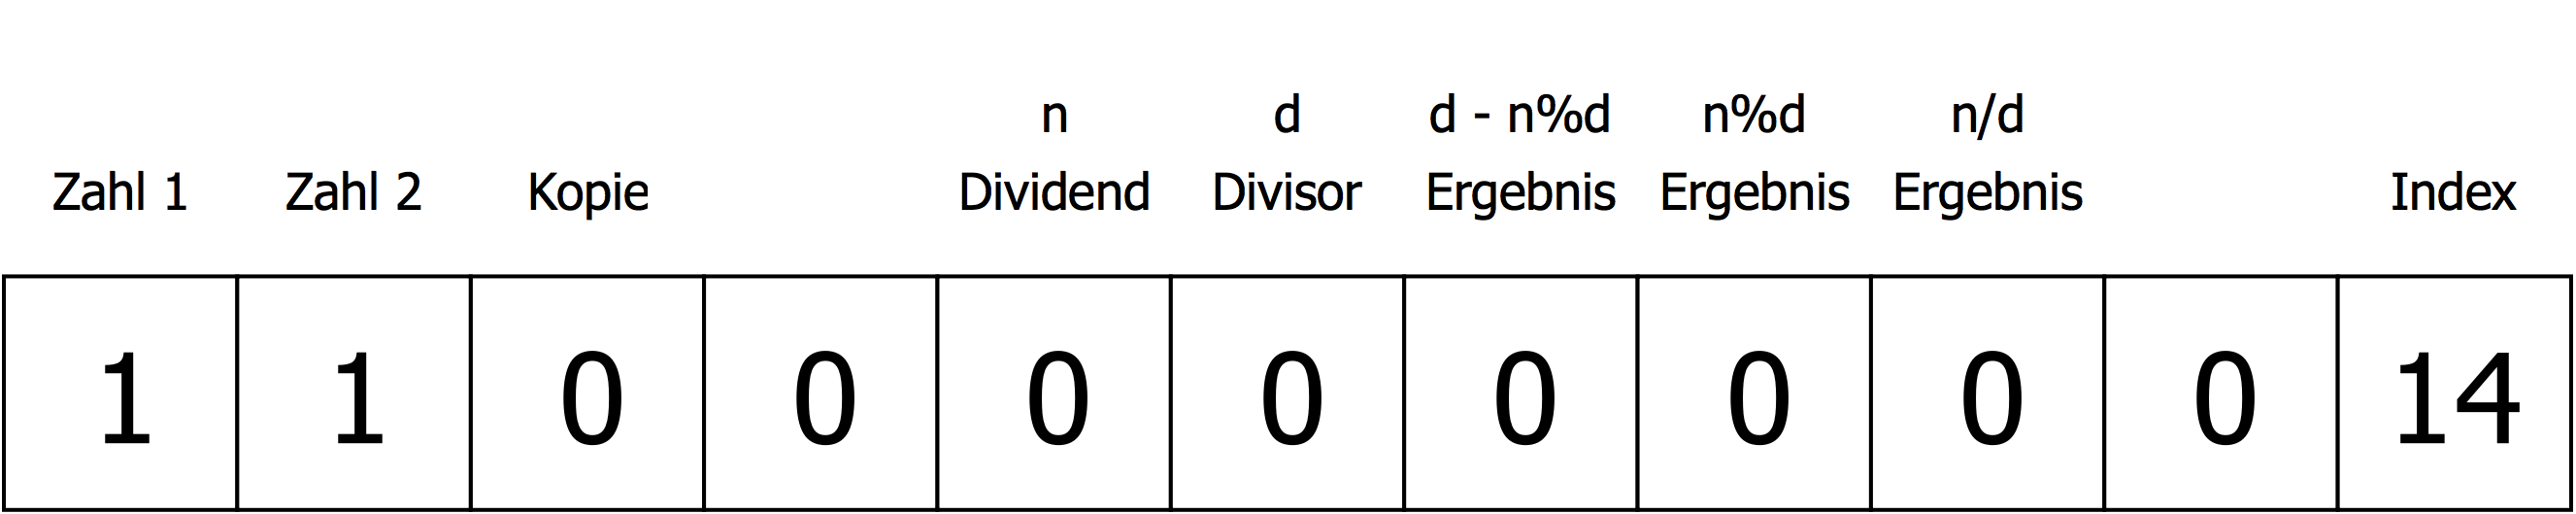 n d d - n%d n%d n/d
Zahl 1 Zahl 2 Kopie Dividend Divisor Ergebnis Ergebnis Ergebnis Index
1 1 0 0 0 0 0 0 0 0 14